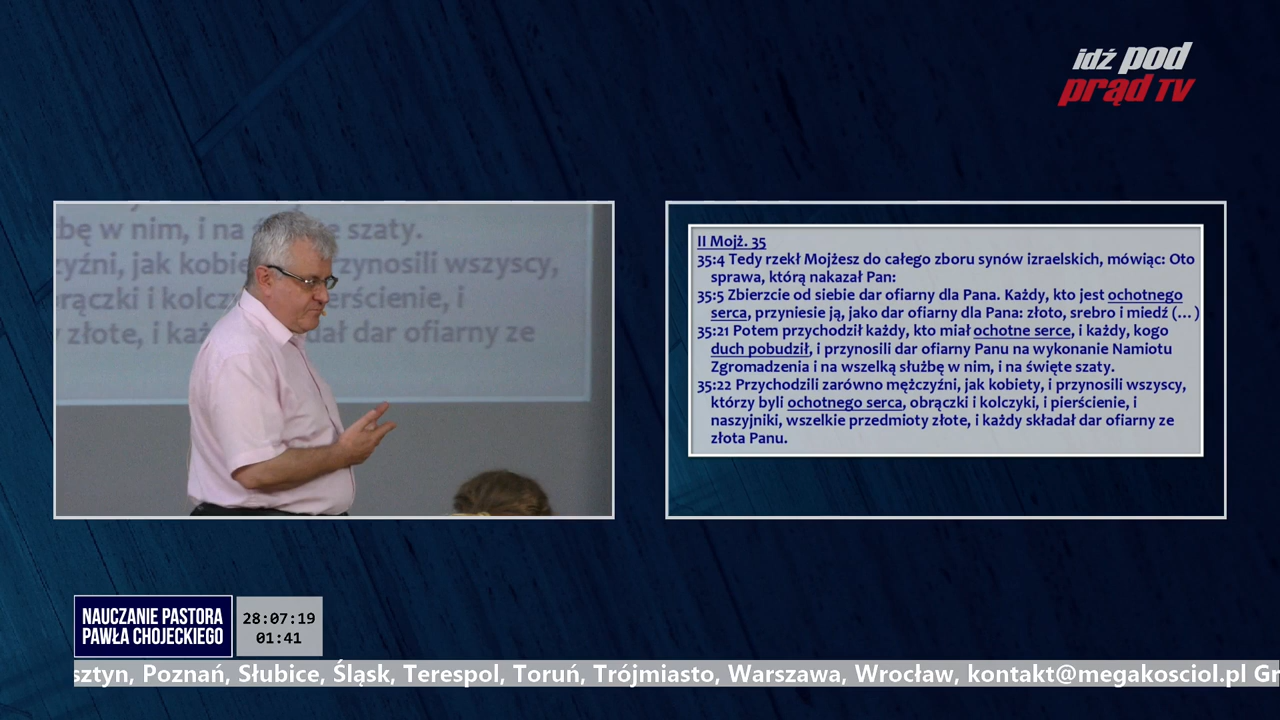 idź pod
prąd TV
bę w nim, i na szaty.
jak wszyscy,
i
złote, i dał dar ofiarny ze
II Mojż. 35
35:4 Tedy rzekł Mojżesz do całego zboru synów izraelskich, mówiąc: Oto
sprawa, którą nakazał Pan:
35:5 Zbierzcie od siebie dar ofiarny dla Pana. Każdy, kto jest ochotnego
serca, przyniesie ją, jako dar ofiarny dla Pana: złoto, srebro i miedź (... )
35:21 Potem przychodził każdy, kto miał ochotne serce, i każdy, kogo
duch pobudził, i przynosili dar ofiarny Panu na wykonanie Namiotu
Zgromadzenia i na wszelką służbę w nim, i na święte szaty.
35:22 Przychodzili zarówno mężczyźni, jak kobiety, i przynosili wszyscy,
którzy byli ochotnego serca, obrączki i kolczyki, i pierścienie, i
naszyjniki, wszelkie przedmioty złote, i każdy składał dar ofiarny ze
złota Panu.
NAUCZANIE PASTORA
PAWŁA CHOJECKIEGO
28:07:19
01:41
sztyn, Poznań, Słubice, Śląsk, Terespol, Toruń, Trójmiasto, Warszawa, Wrocław, kontakt@megakosciol.pl Gr